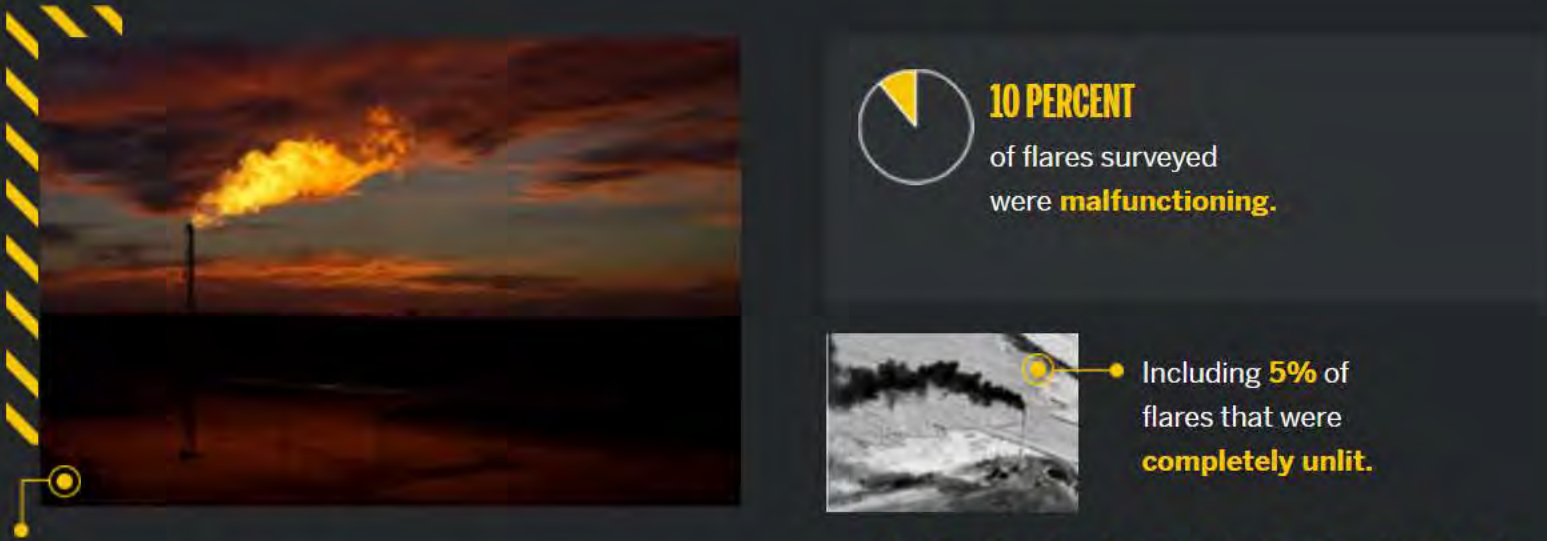 10 PERCENT
of flares surveyed
were malfunctioning.
Including 5% of
flares that were
completely unlit.